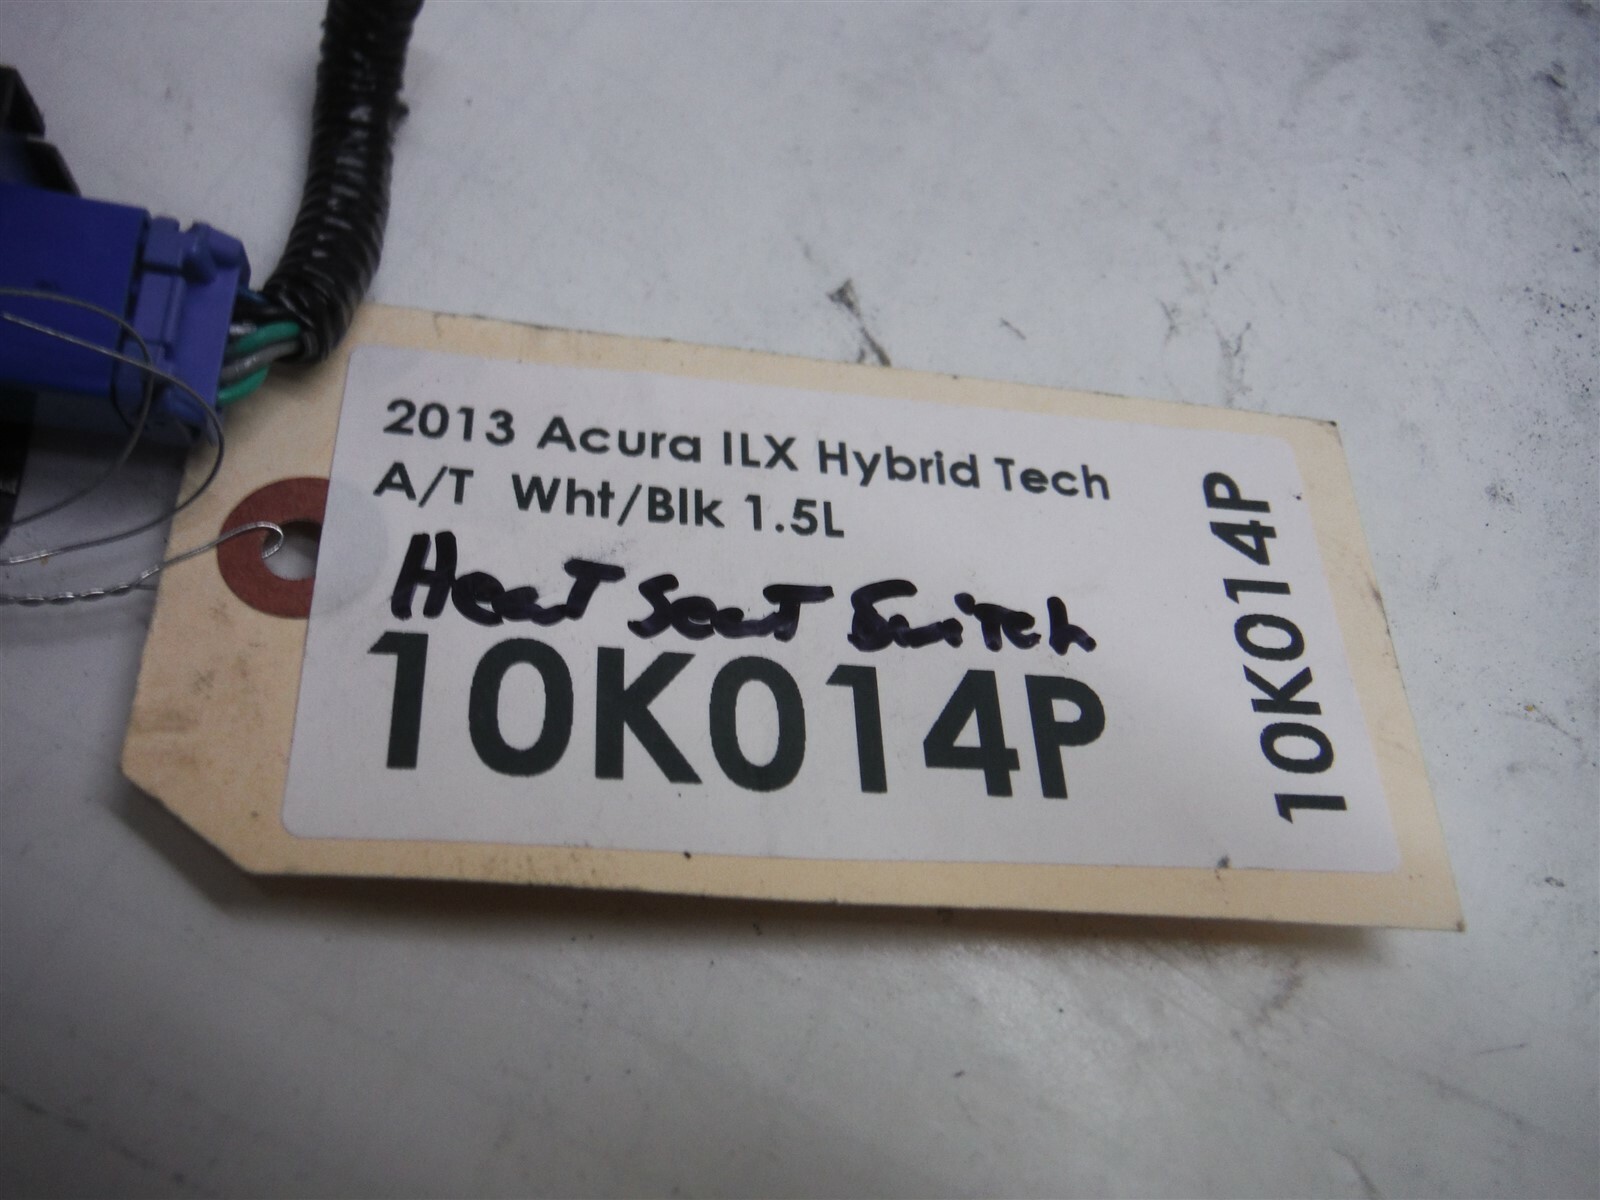 2013 Acura ILX Hybrid Tech
A/T Wht/Blk 1.5L
Heat Seat Switch
10K014P
10K014P